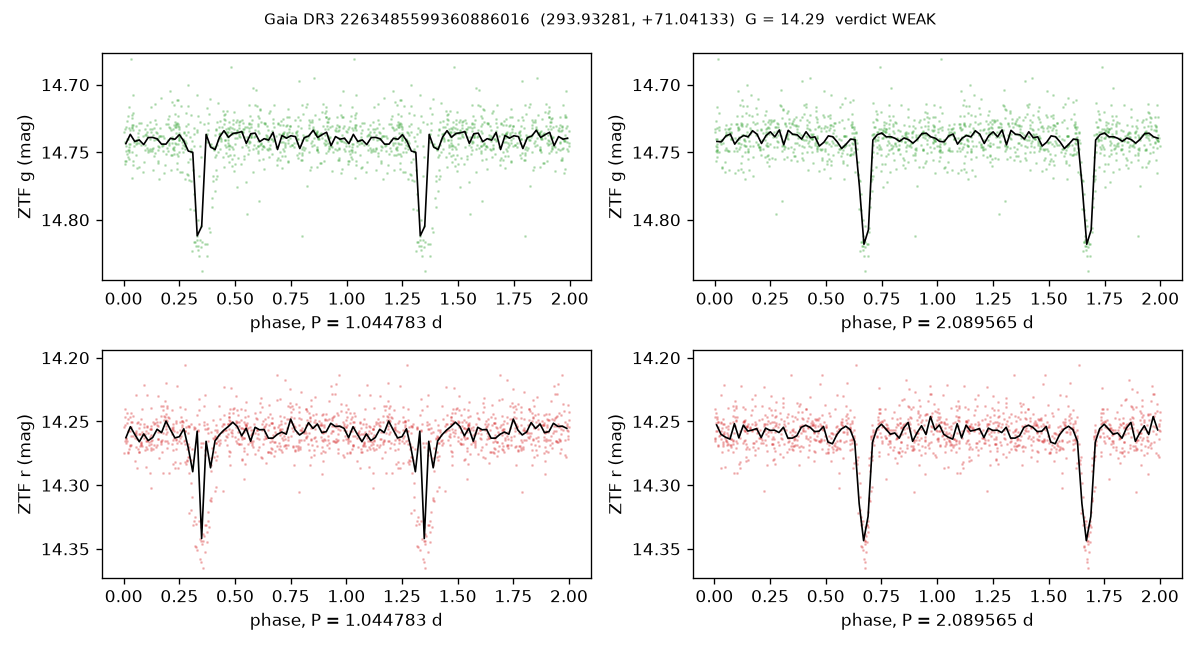 Gaia DR3 2263485599360886016 (293.93281, +71.04133) G = 14.29 verdict WEAK
ZTF g (mag)
14.70
14.75
14.80
0.00 0.25 0.50 0.75 1.00 1.25 1.50 1.75 2.00
phase, P = 1.044783 d
ZTF g (mag)
14.70
14.75
14.80
0.00 0.25 0.50 0.75 1.00 1.25 1.50 1.75 2.00
phase, P = 2.089565 d
ZTF r (mag)
14.20
14.25
14.30
14.35
0.00 0.25 0.50 0.75 1.00 1.25 1.50 1.75 2.00
phase, P = 1.044783 d
ZTF r (mag)
14.20
14.25
14.30
14.35
0.00 0.25 0.50 0.75 1.00 1.25 1.50 1.75 2.00
phase, P = 2.089565 d